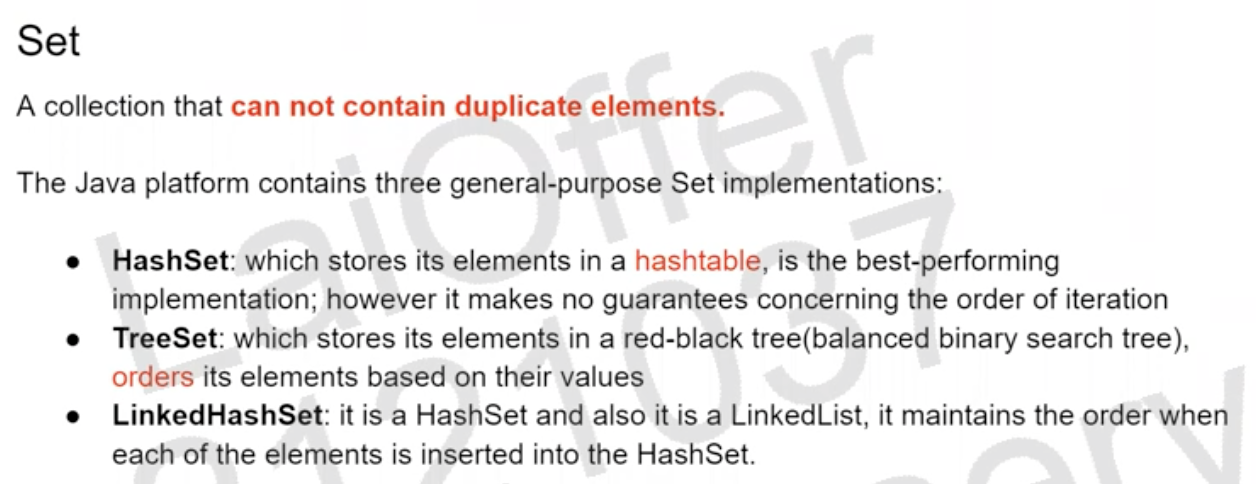 Set
A collection that can not contain duplicate elements.
The Java platform contains three general-purpose Set implementations:
● HashSet: which stores its elements in a hashtable, is the best-performing
implementation; however it makes no guarantees concerning the order of iteration
● TreeSet: which stores its elements in a red-black tree(balanced binary search tree),
orders its elements based on their values
● LinkedHashSet: it is a HashSet and also it is a LinkedList, it maintains the order when
each of the elements is inserted into the HashSet.
LaiOffer